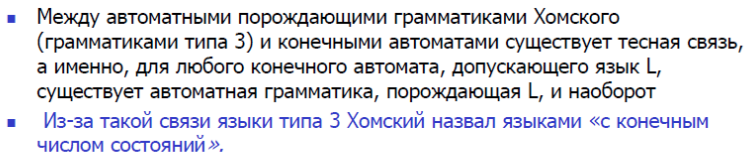 Между автоматными порождающими грамматиками Хомского
(грамматиками типа 3) и конечными автоматами существует тесная связь,
а именно, для любого конечного автомата, допускающего язык L,
существует автоматная грамматика, порождающая L, и наоборот
Из-за такой связи языки типа 3 Хомский назвал языками «с конечным
числом состояний».